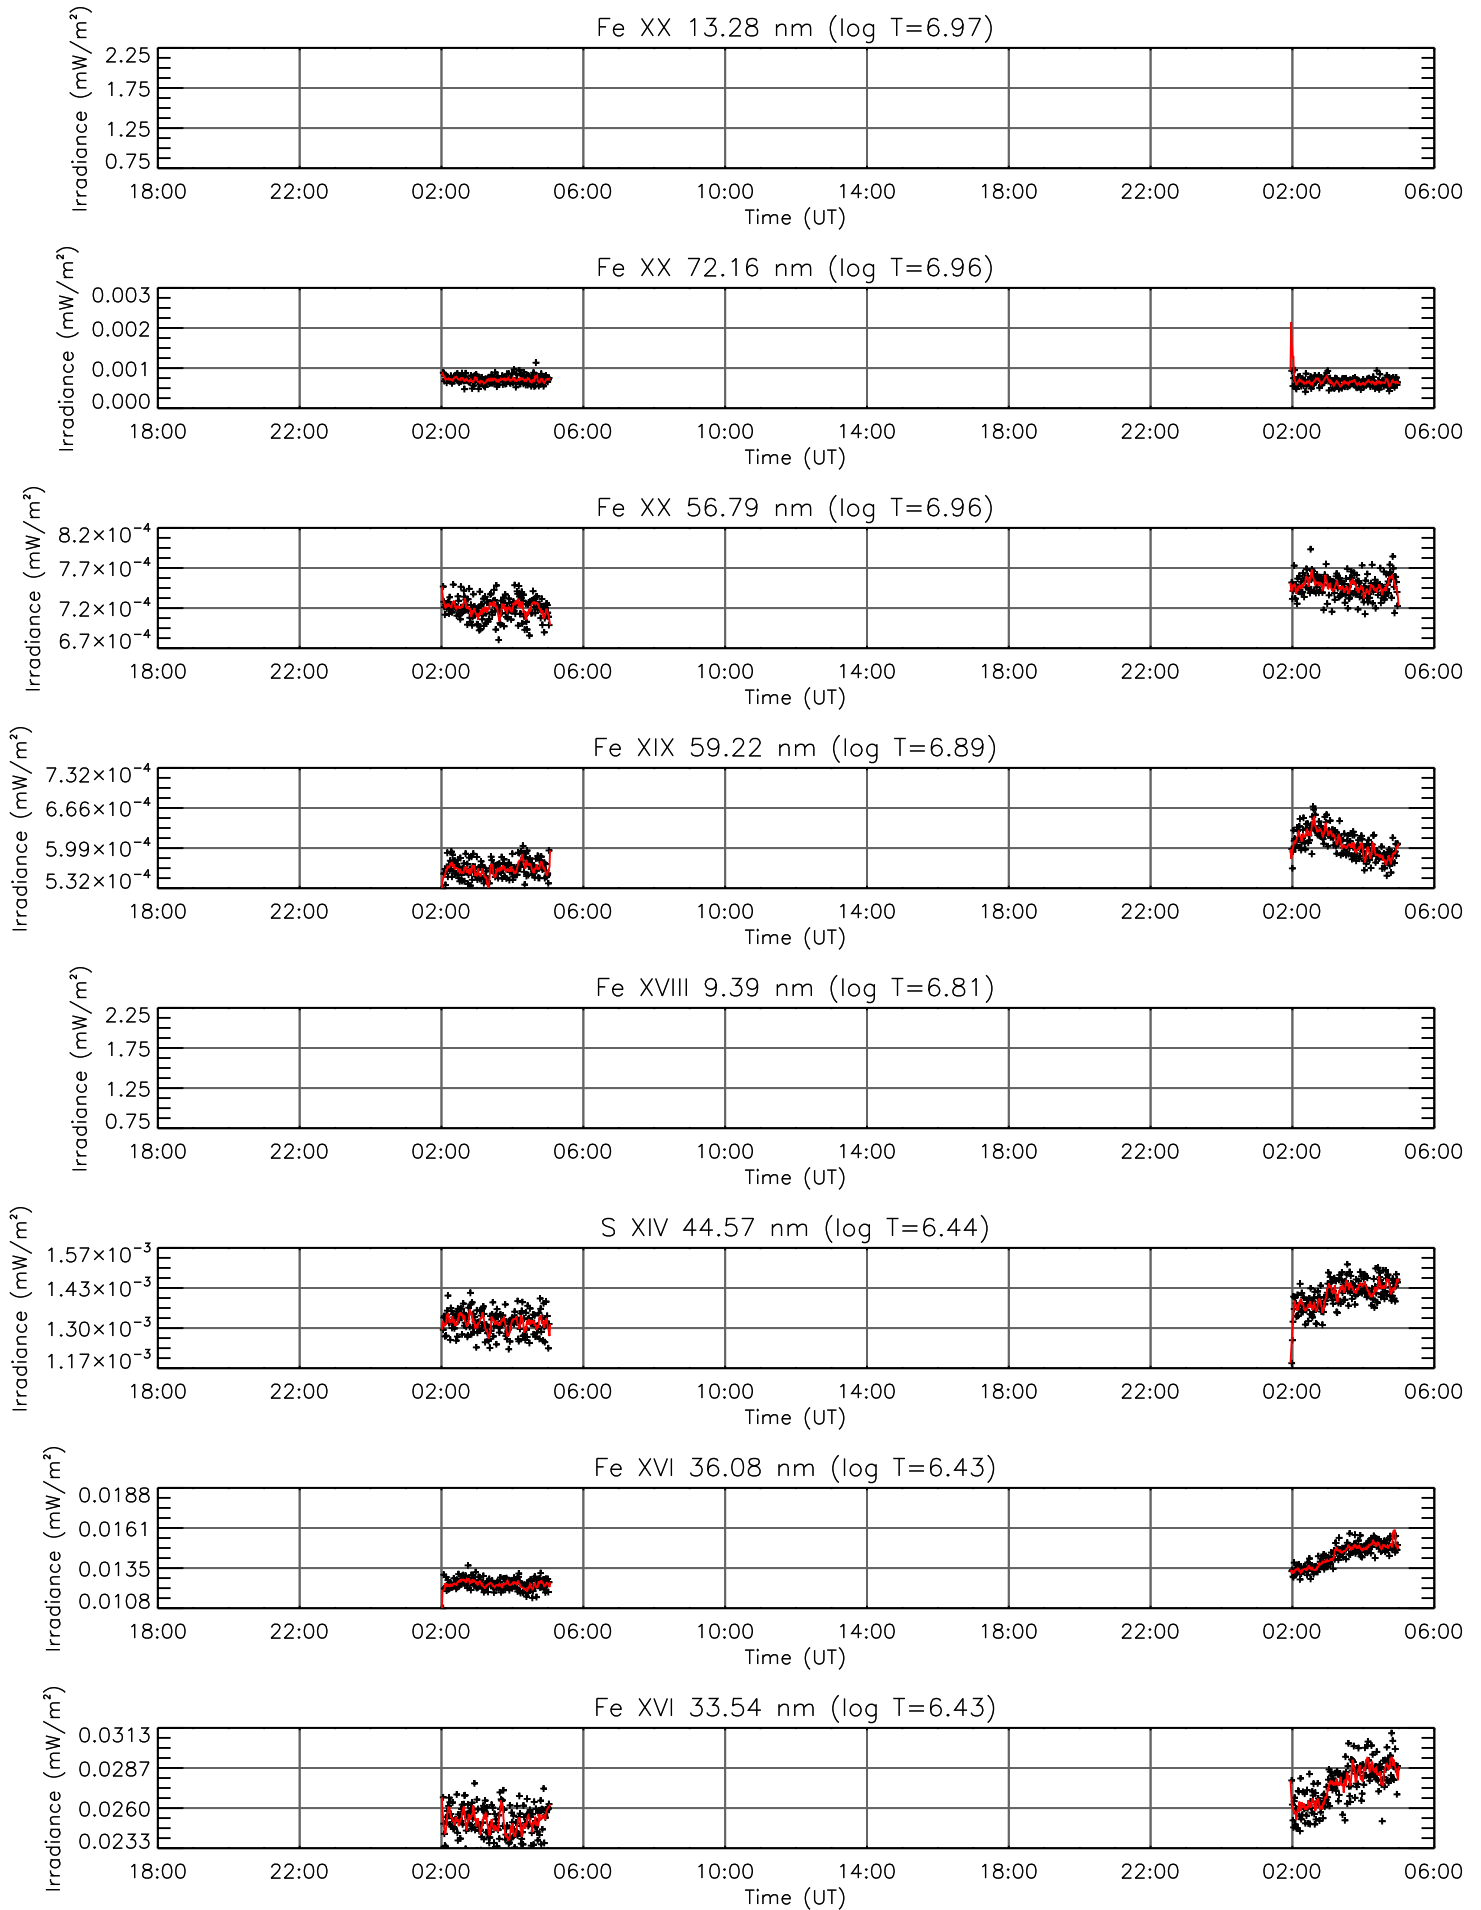 Fe XX 13.28 nm (log T=6.97)
Irradiance (mW/m²)
2.25
1.75
1.25
0.75
18:00 22:00 02:00 06:00 10:00 14:00 18:00 22:00 02:00 06:00
Time (UT)
Fe XX 72.16 nm (log T=6.96)
Irradiance (mW/m²)
0.003
0.002
0.001
0.000
18:00 22:00 02:00 06:00 10:00 14:00 18:00 22:00 02:00 06:00
Time (UT)
Fe XX 56.79 nm (log T=6.96)
Irradiance (mW/m²)
8.2×10⁻⁴
7.7×10⁻⁴
7.2×10⁻⁴
6.7×10⁻⁴
18:00 22:00 02:00 06:00 10:00 14:00 18:00 22:00 02:00 06:00
Time (UT)
Fe XIX 59.22 nm (log T=6.89)
Irradiance (mW/m²)
7.32×10⁻⁴
6.66×10⁻⁴
5.99×10⁻⁴
5.32×10⁻⁴
18:00 22:00 02:00 06:00 10:00 14:00 18:00 22:00 02:00 06:00
Time (UT)
Fe XVIII 9.39 nm (log T=6.81)
Irradiance (mW/m²)
2.25
1.75
1.25
0.75
18:00 22:00 02:00 06:00 10:00 14:00 18:00 22:00 02:00 06:00
Time (UT)
S XIV 44.57 nm (log T=6.44)
Irradiance (mW/m²)
1.57×10⁻³
1.43×10⁻³
1.30×10⁻³
1.17×10⁻³
18:00 22:00 02:00 06:00 10:00 14:00 18:00 22:00 02:00 06:00
Time (UT)
Fe XVI 36.08 nm (log T=6.43)
Irradiance (mW/m²)
0.0188
0.0161
0.0135
0.0108
18:00 22:00 02:00 06:00 10:00 14:00 18:00 22:00 02:00 06:00
Time (UT)
Fe XVI 33.54 nm (log T=6.43)
Irradiance (mW/m²)
0.0313
0.0287
0.0260
0.0233
18:00 22:00 02:00 06:00 10:00 14:00 18:00 22:00 02:00 06:00
Time (UT)